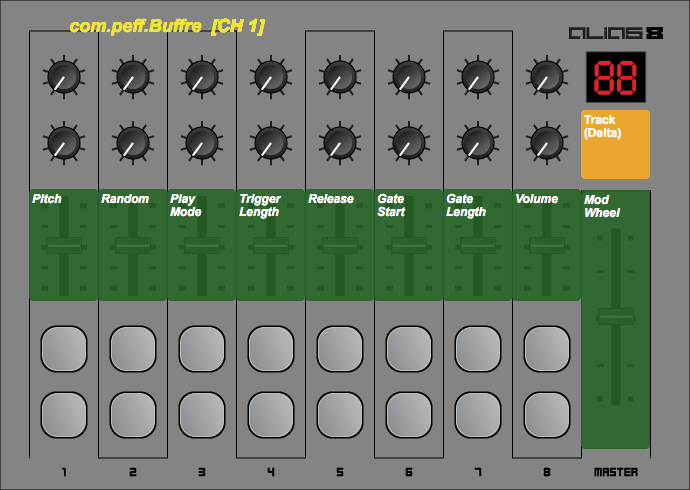 com.peff.Buffre [CH 1]
ALIAS 8
88
Track
(Delta)
Pitch
Random
Play
Mode
Trigger
Length
Release
Gate
Start
Gate
Length
Volume
Mod
Wheel
1 2 3 4 5 6 7 8 MASTER